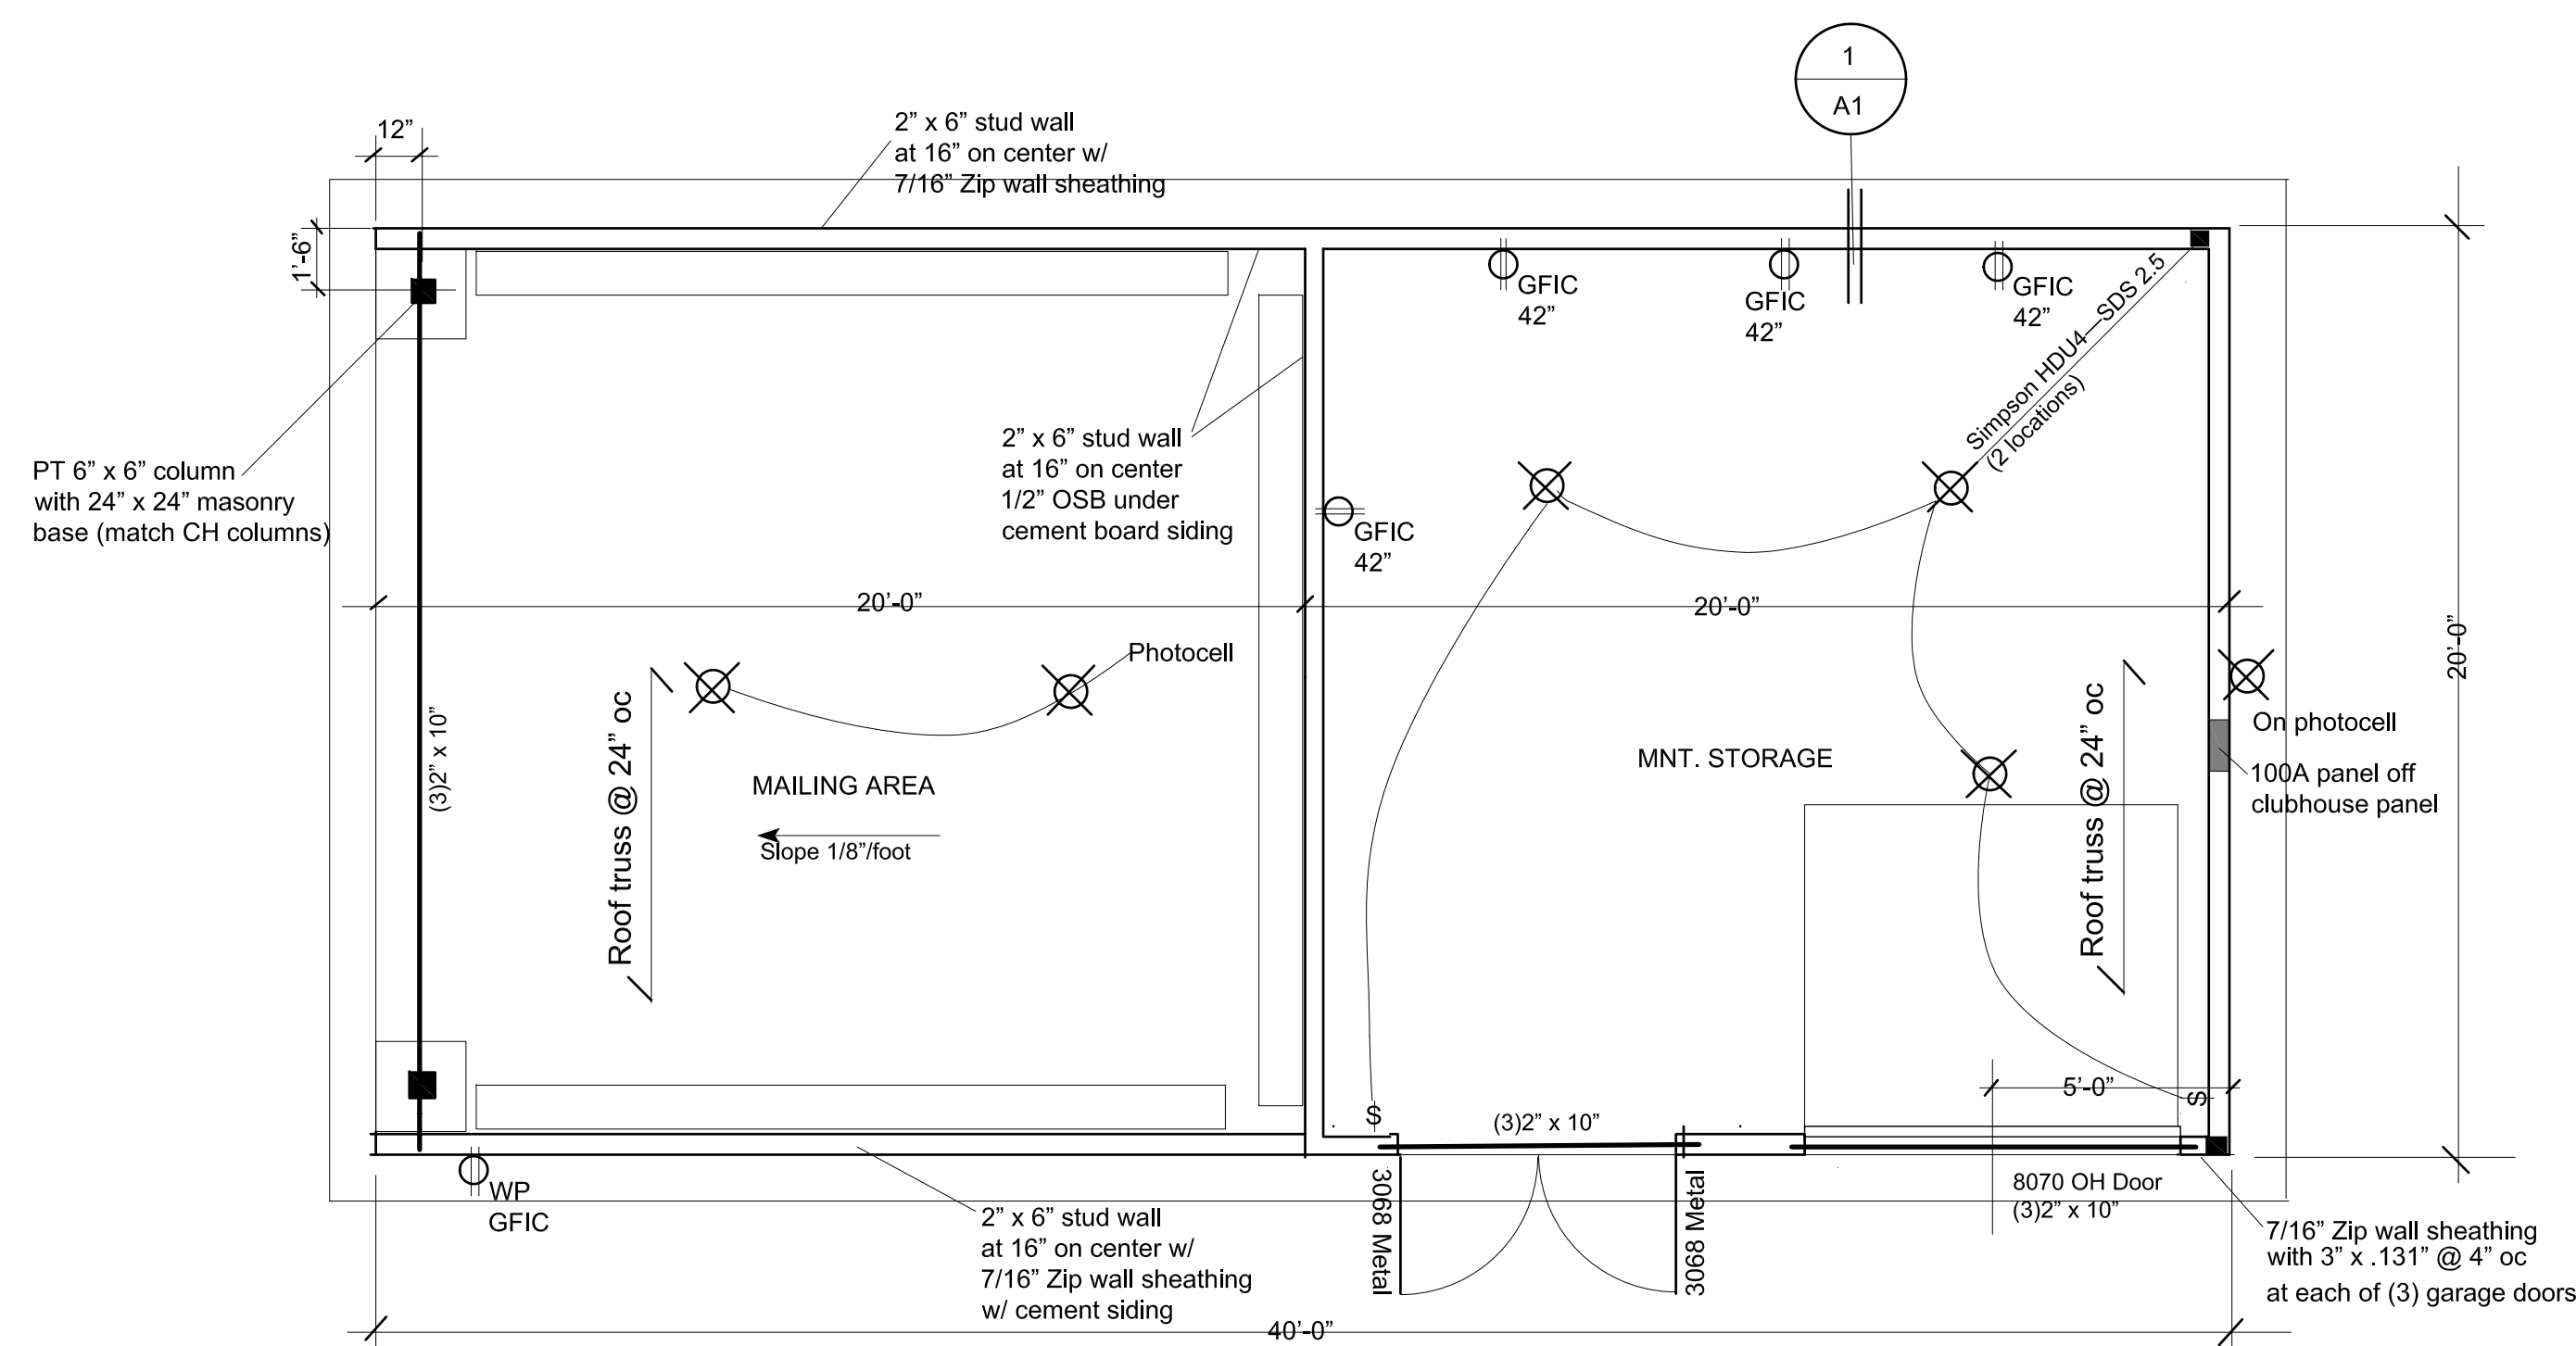 1
A1
12”
2” x 6” stud wall
at 16” on center w/
7/16” Zip wall sheathing
1’-6”
GFIC
42”
GFIC
42”
GFIC
42”
Simpson HDU4—SDS 2.5
(2 locations)
PT 6” x 6” column
with 24” x 24” masonry
base (match CH columns)
2” x 6” stud wall
at 16” on center
1/2” OSB under
cement board siding
GFIC
42”
20’-0”
20’-0”
20’-0”
Photocell
Roof truss @ 24” oc
(3)2” x 10”
MAILING AREA
Slope 1/8”/foot
MNT. STORAGE
Roof truss @ 24” oc
On photocell
100A panel off
clubhouse panel
5’-0”
S
S
(3)2” x 10”
WP
GFIC
3068 Metal
3068 Metal
8070 OH Door
(3)2” x 10”
2” x 6” stud wall
at 16” on center w/
7/16” Zip wall sheathing
w/ cement siding
7/16” Zip wall sheathing
with 3” x .131” @ 4” oc
at each of (3) garage doors
40’-0”